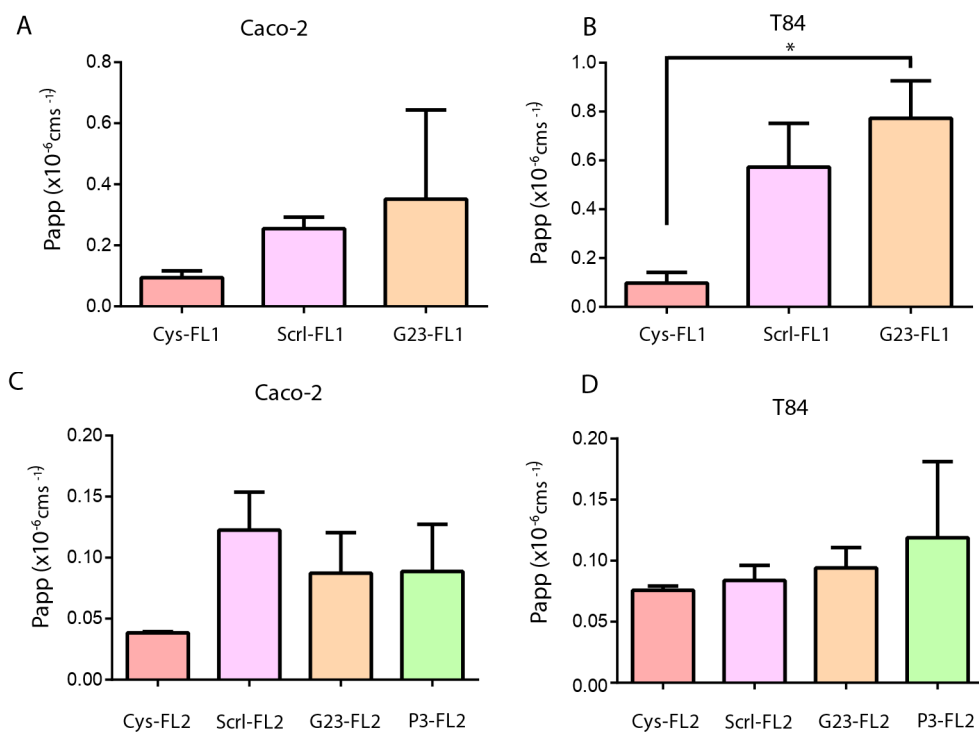 A
Caco-2
Papp (x10⁻⁶cms ⁻¹)
0.8
0.6
0.4
0.2
0.0
Cys-FL1 Scrl-FL1 G23-FL1
B
T84
*
Papp (x10⁻⁶cms ⁻¹)
1.0
0.8
0.6
0.4
0.2
0.0
Cys-FL1 Scrl-FL1 G23-FL1
C
Caco-2
Papp (x10⁻⁶cms ⁻¹)
0.20
0.15
0.10
0.05
0.00
Cys-FL2 Scrl-FL2 G23-FL2 P3-FL2
D
T84
Papp (x10⁻⁶cms ⁻¹)
0.20
0.15
0.10
0.05
0.00
Cys-FL2 Scrl-FL2 G23-FL2 P3-FL2